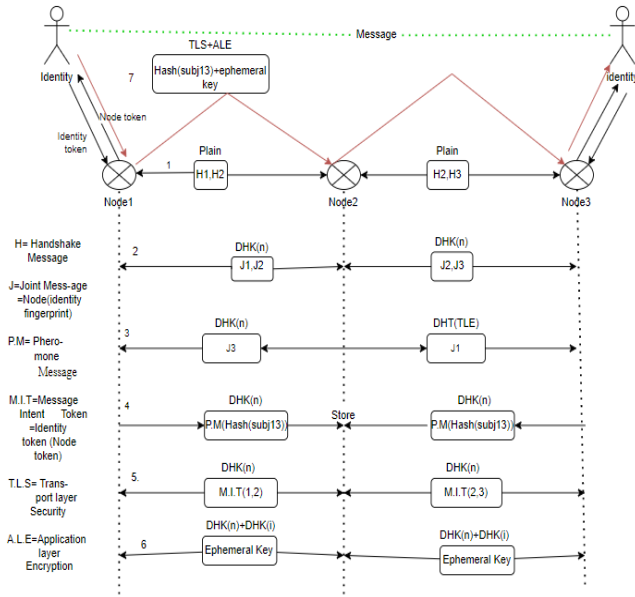 Message
TLS+ALE
Identity
identity
7
Hash(subj13)+ephemeral
key
Node token
Identity
token
Plain
Plain
1
H1,H2
H2,H3
Node1
Node2
Node3
H= Handshake
Message
2
DHK(n)
DHK(n)
J1,J2
J2,J3
J=Joint Mess-age
=Node(identity
fingerprint)
3
DHK(n)
DHT(TLE)
J3
J1
P.M= Phero-
mone
Message
M.I.T=Message
Intent Token
=Identity
token (Node
token)
4
DHK(n)
DHK(n)
Store
P.M(Hash(subj13))
P.M(Hash(subj13))
T.L.S= Trans-
port layer
Security
5.
DHK(n)
DHK(n)
M.I.T(1,2)
M.I.T(2,3)
A.L.E=Application
layer
Encryption
6
DHK(n)+DHK(i)
DHK(n)+DHK(i)
Ephemeral Key
Ephemeral Key